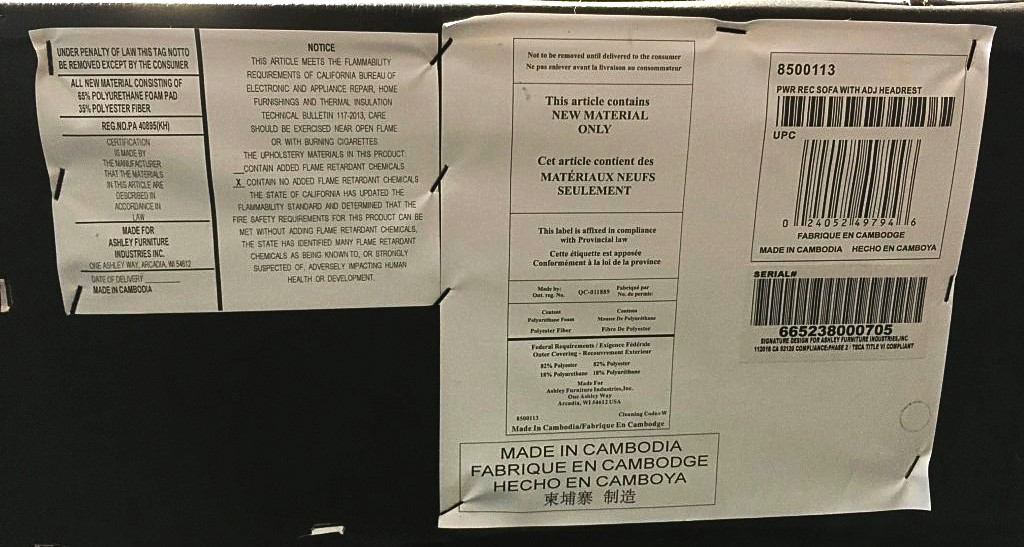 UNDER PENALTY OF LAW THIS TAG NOTTO
BE REMOVED EXCEPT BY THE CONSUMER
ALL NEW MATERIAL CONSISTING OF
65% POLYURETHANE FOAM PAD
35% POLYESTER FIBER
REG.NO.PA 40895(KH)
CERTIFICATION
IS MADE BY
THE MANUFACTURER
THAT THE MATERIALS
IN THIS ARTICLE ARE
DESCRIBED IN
ACCORDANCE IN
LAW
MADE FOR
ASHLEY FURNITURE
INDUSTRIES INC.
ONE ASHLEY WAY, ARCADIA, WI 54612
DATE OF DELIVERY
MADE IN CAMBODIA
NOTICE
THIS ARTICLE MEETS THE FLAMMABILITY
REQUIREMENTS OF CALIFORNIA BUREAU OF
ELECTRONIC AND APPLIANCE REPAIR, HOME
FURNISHINGS AND THERMAL INSULATION
TECHNICAL BULLETIN 117-2013, CARE
SHOULD BE EXERCISED NEAR OPEN FLAME
OR WITH BURNING CIGARETTES.
THE UPHOLSTERY MATERIALS IN THIS PRODUCT:
__CONTAIN ADDED FLAME RETARDANT CHEMICALS
X CONTAIN NO ADDED FLAME RETARDANT CHEMICALS
THE STATE OF CALIFORNIA HAS UPDATED THE
FLAMMABILITY STANDARD AND DETERMINED THAT THE
FIRE SAFETY REQUIREMENTS FOR THIS PRODUCT CAN BE
MET WITHOUT ADDING FLAME RETARDANT CHEMICALS,
THE STATE HAS IDENTIFIED MANY FLAME RETARDANT
CHEMICALS AS BEING KNOWN TO, OR STRONGLY
SUSPECTED OF, ADVERSELY IMPACTING HUMAN
HEALTH OR DEVELOPMENT.
Not to be removed until delivered to the consumer
Ne pas enlever avant la livraison au consommateur
This article contains
NEW MATERIAL
ONLY
Cet article contient des
MATÉRIAUX NEUFS
SEULEMENT
This label is affixed in compliance
with Provincial law
Cette étiquette est apposée
Conformément à la loi de la province
Made by: QC-011889 Fabriqué par
Ont. reg. No. No. de permis:
Content Contenu
Polyurethane Foam Mousse De Polyuréthane
Polyester Fiber Fibre De Polyester
Federal Requirements / Exigence Fédérale
Outer Covering - Recouvrement Exterieur
82% Polyester 82% Polyester
18% Polyurethane 18% Polyuréthane
Made For
Ashley Furniture Industries,Inc.
One Ashley Way
Arcadia, WI 54612 USA
8500113 Cleaning Code:W
Made In Cambodia/Fabrique En Cambodge
MADE IN CAMBODIA
FABRIQUE EN CAMBODGE
HECHO EN CAMBOYA
柬埔寨 制造
8500113
PWR REC SOFA WITH ADJ HEADREST
UPC
0 24052 49794 6
FABRIQUE EN CAMBODGE
MADE IN CAMBODIA HECHO EN CAMBOYA
SERIAL#
665238000705
SIGNATURE DESIGN FOR ASHLEY FURNITURE INDUSTRIES,INC
112018 CA 93120 COMPLIANCE:PHASE 2 / TSCA TITLE VI COMPLIANT